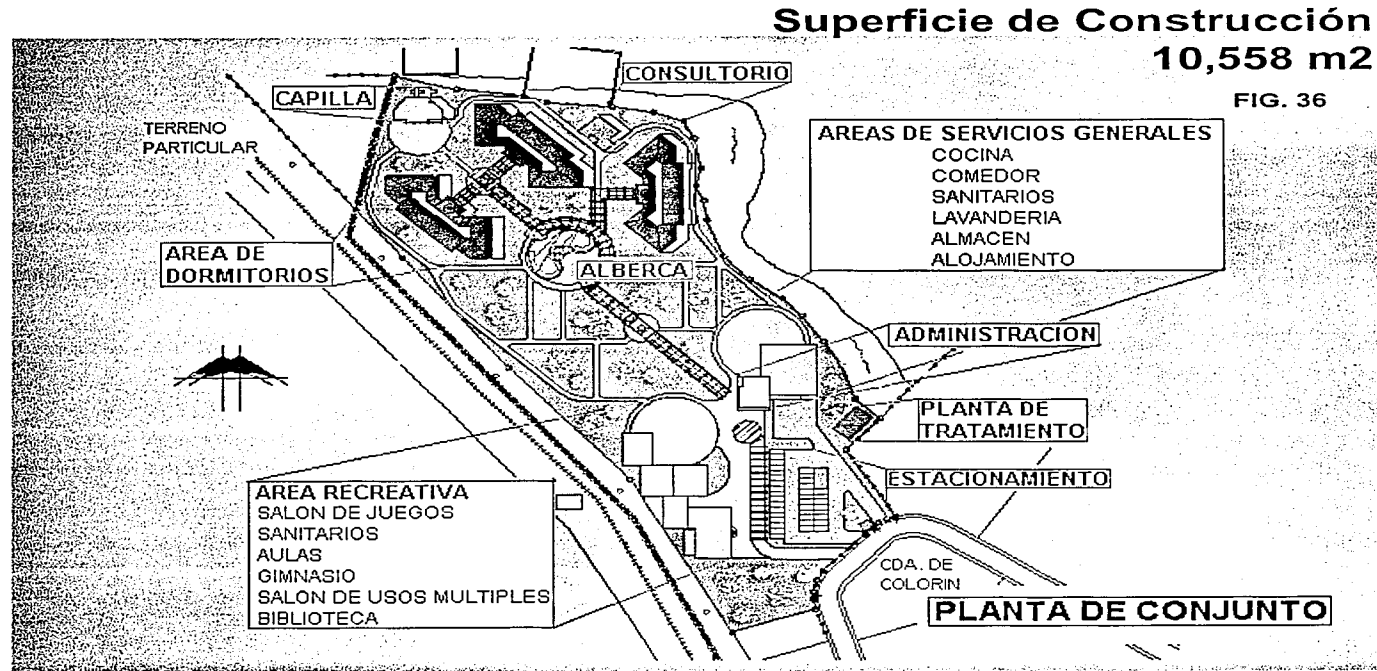 Superficie de Construcción
10,558 m2
FIG. 36
CONSULTORIO
CAPILLA
TERRENO
PARTICULAR
AREAS DE SERVICIOS GENERALES
COCINA
COMEDOR
SANITARIOS
LAVANDERIA
ALMACEN
ALOJAMIENTO
AREA DE
DORMITORIOS
ALBERCA
ADMINISTRACION
PLANTA DE
TRATAMIENTO
ESTACIONAMIENTO
AREA RECREATIVA
SALON DE JUEGOS
SANITARIOS
AULAS
GIMNASIO
SALON DE USOS MULTIPLES
BIBLIOTECA
CDA. DE
COLORIN
PLANTA DE CONJUNTO